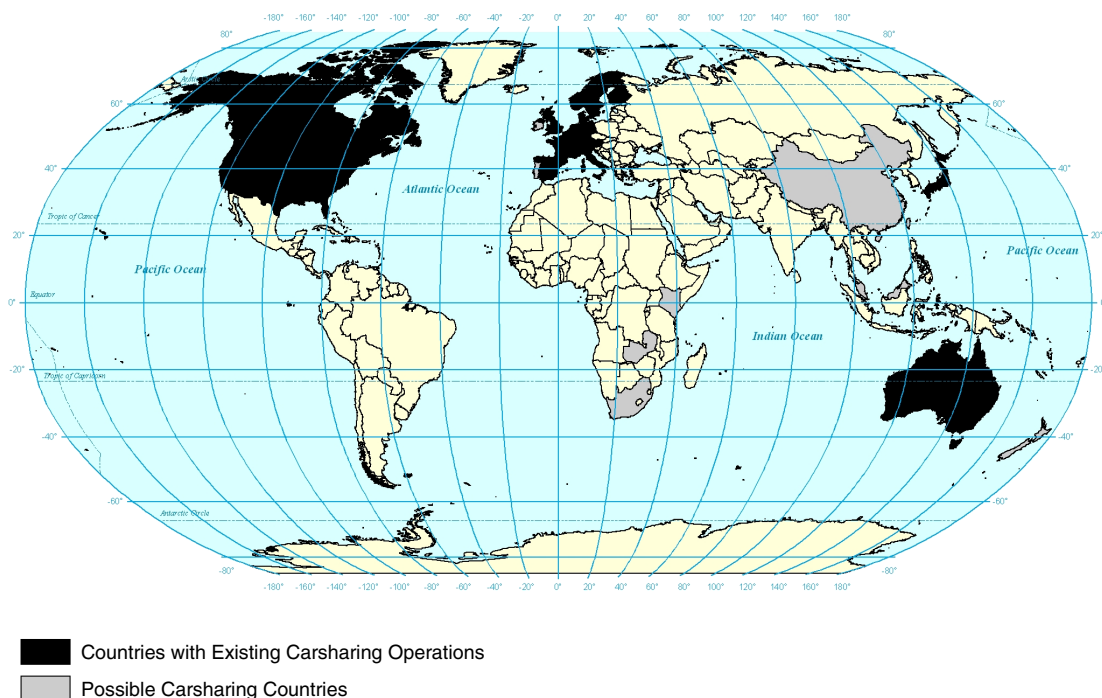 -180° -160° -140° -120° -100° -80° -60° -40° -20° 0° 20° 40° 60° 80° 100° 120° 140° 160° 180°
80° 80°
Arctic Circle
60° 60°
40° 40°
Atlantic Ocean
Tropic of Cancer
20° 20°
Pacific Ocean Pacific Ocean
Equator
0°
Indian Ocean
-20° -20
Tropic of Capricorn
-40° -40°
-60° -60°
Antarctic Circle
-80° -80°
-180° -160° -140° -120° -100° -80° -60° -40° -20° 0° 20° 40° 60° 80° 100° 120° 140° 160° 180°
Countries with Existing Carsharing Operations
Possible Carsharing Countries